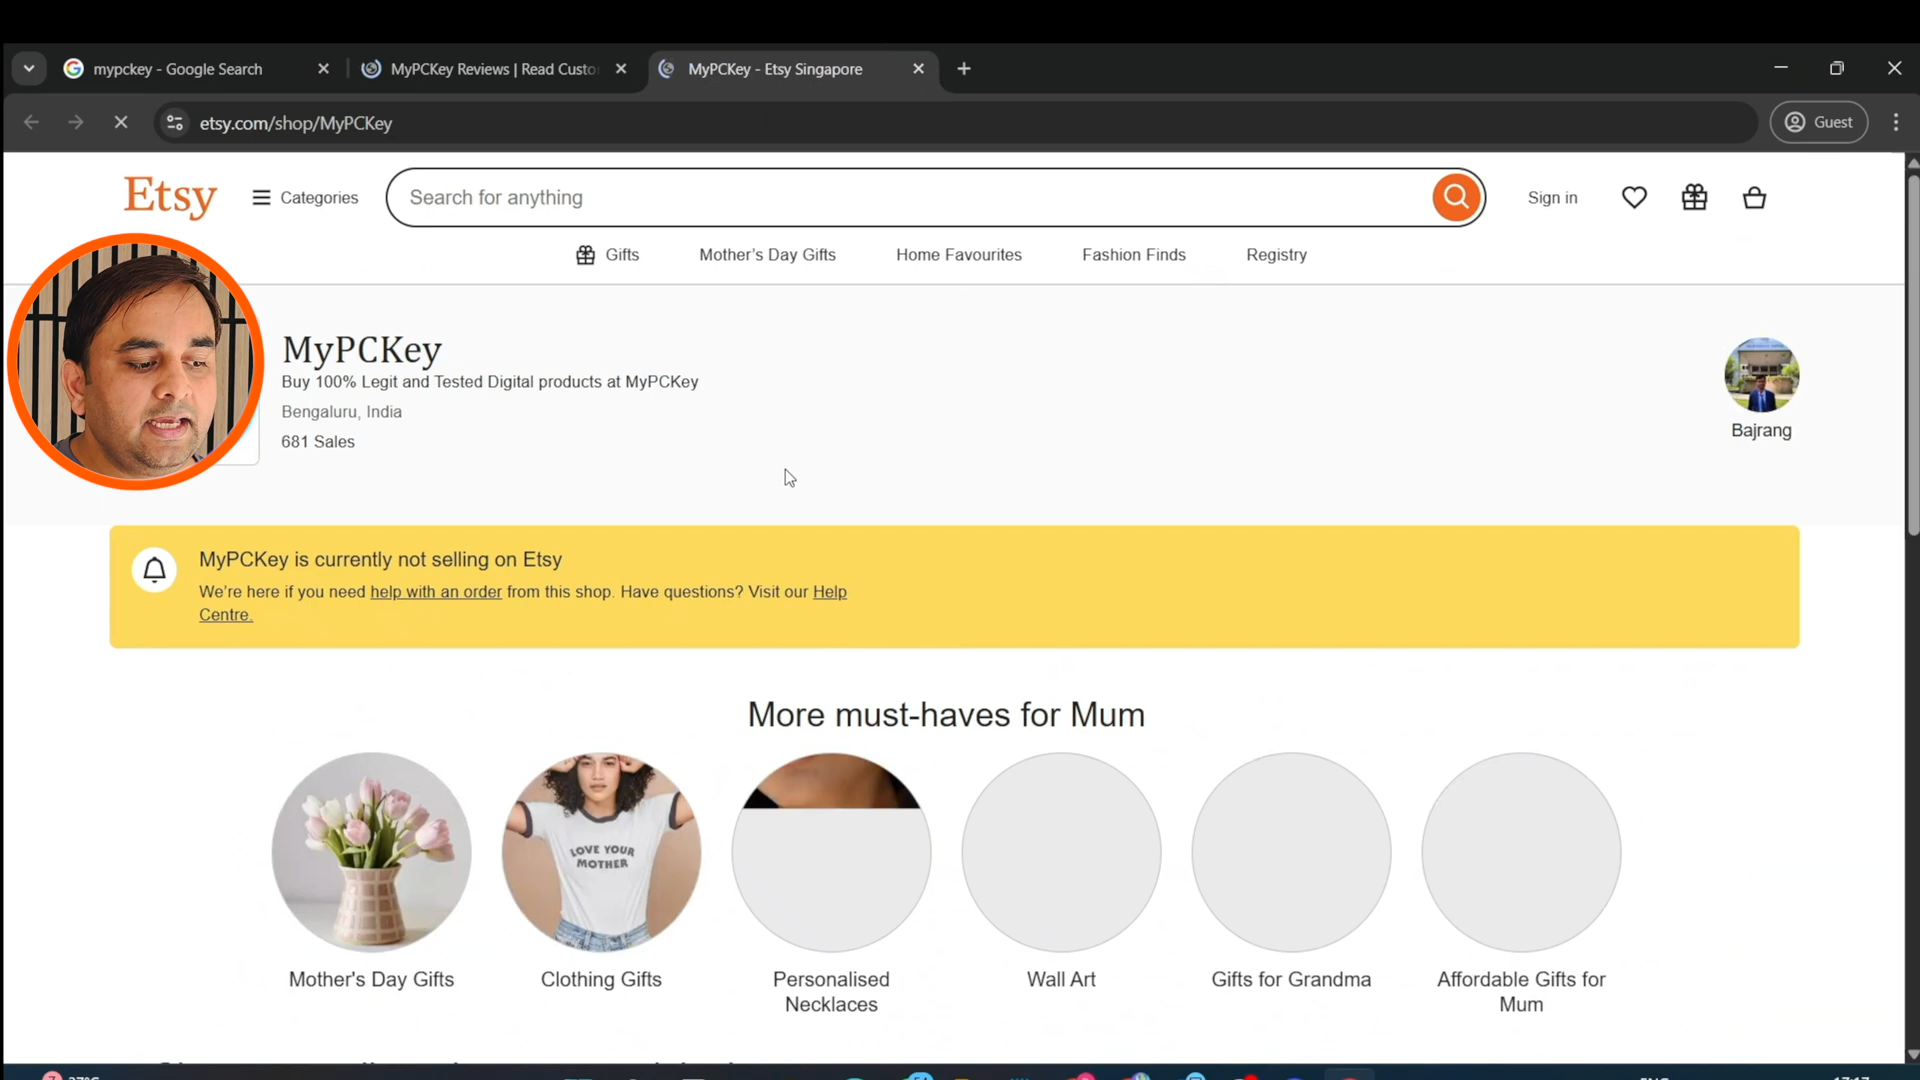 mypckey - Google Search
MyPCKey Reviews | Read Custo
MyPCKey - Etsy Singapore
etsy.com/shop/MyPCKey
Guest
Etsy
Categories
Search for anything
Sign in
Gifts
Mother's Day Gifts
Home Favourites
Fashion Finds
Registry
MyPCKey
Buy 100% Legit and Tested Digital products at MyPCKey
Bengaluru, India
681 Sales
Bajrang
MyPCKey is currently not selling on Etsy
We're here if you need help with an order from this shop. Have questions? Visit our Help
Centre.
More must-haves for Mum
LOVE YOUR
MOTHER
Mother's Day Gifts
Clothing Gifts
Personalised
Necklaces
Wall Art
Gifts for Grandma
Affordable Gifts for
Mum